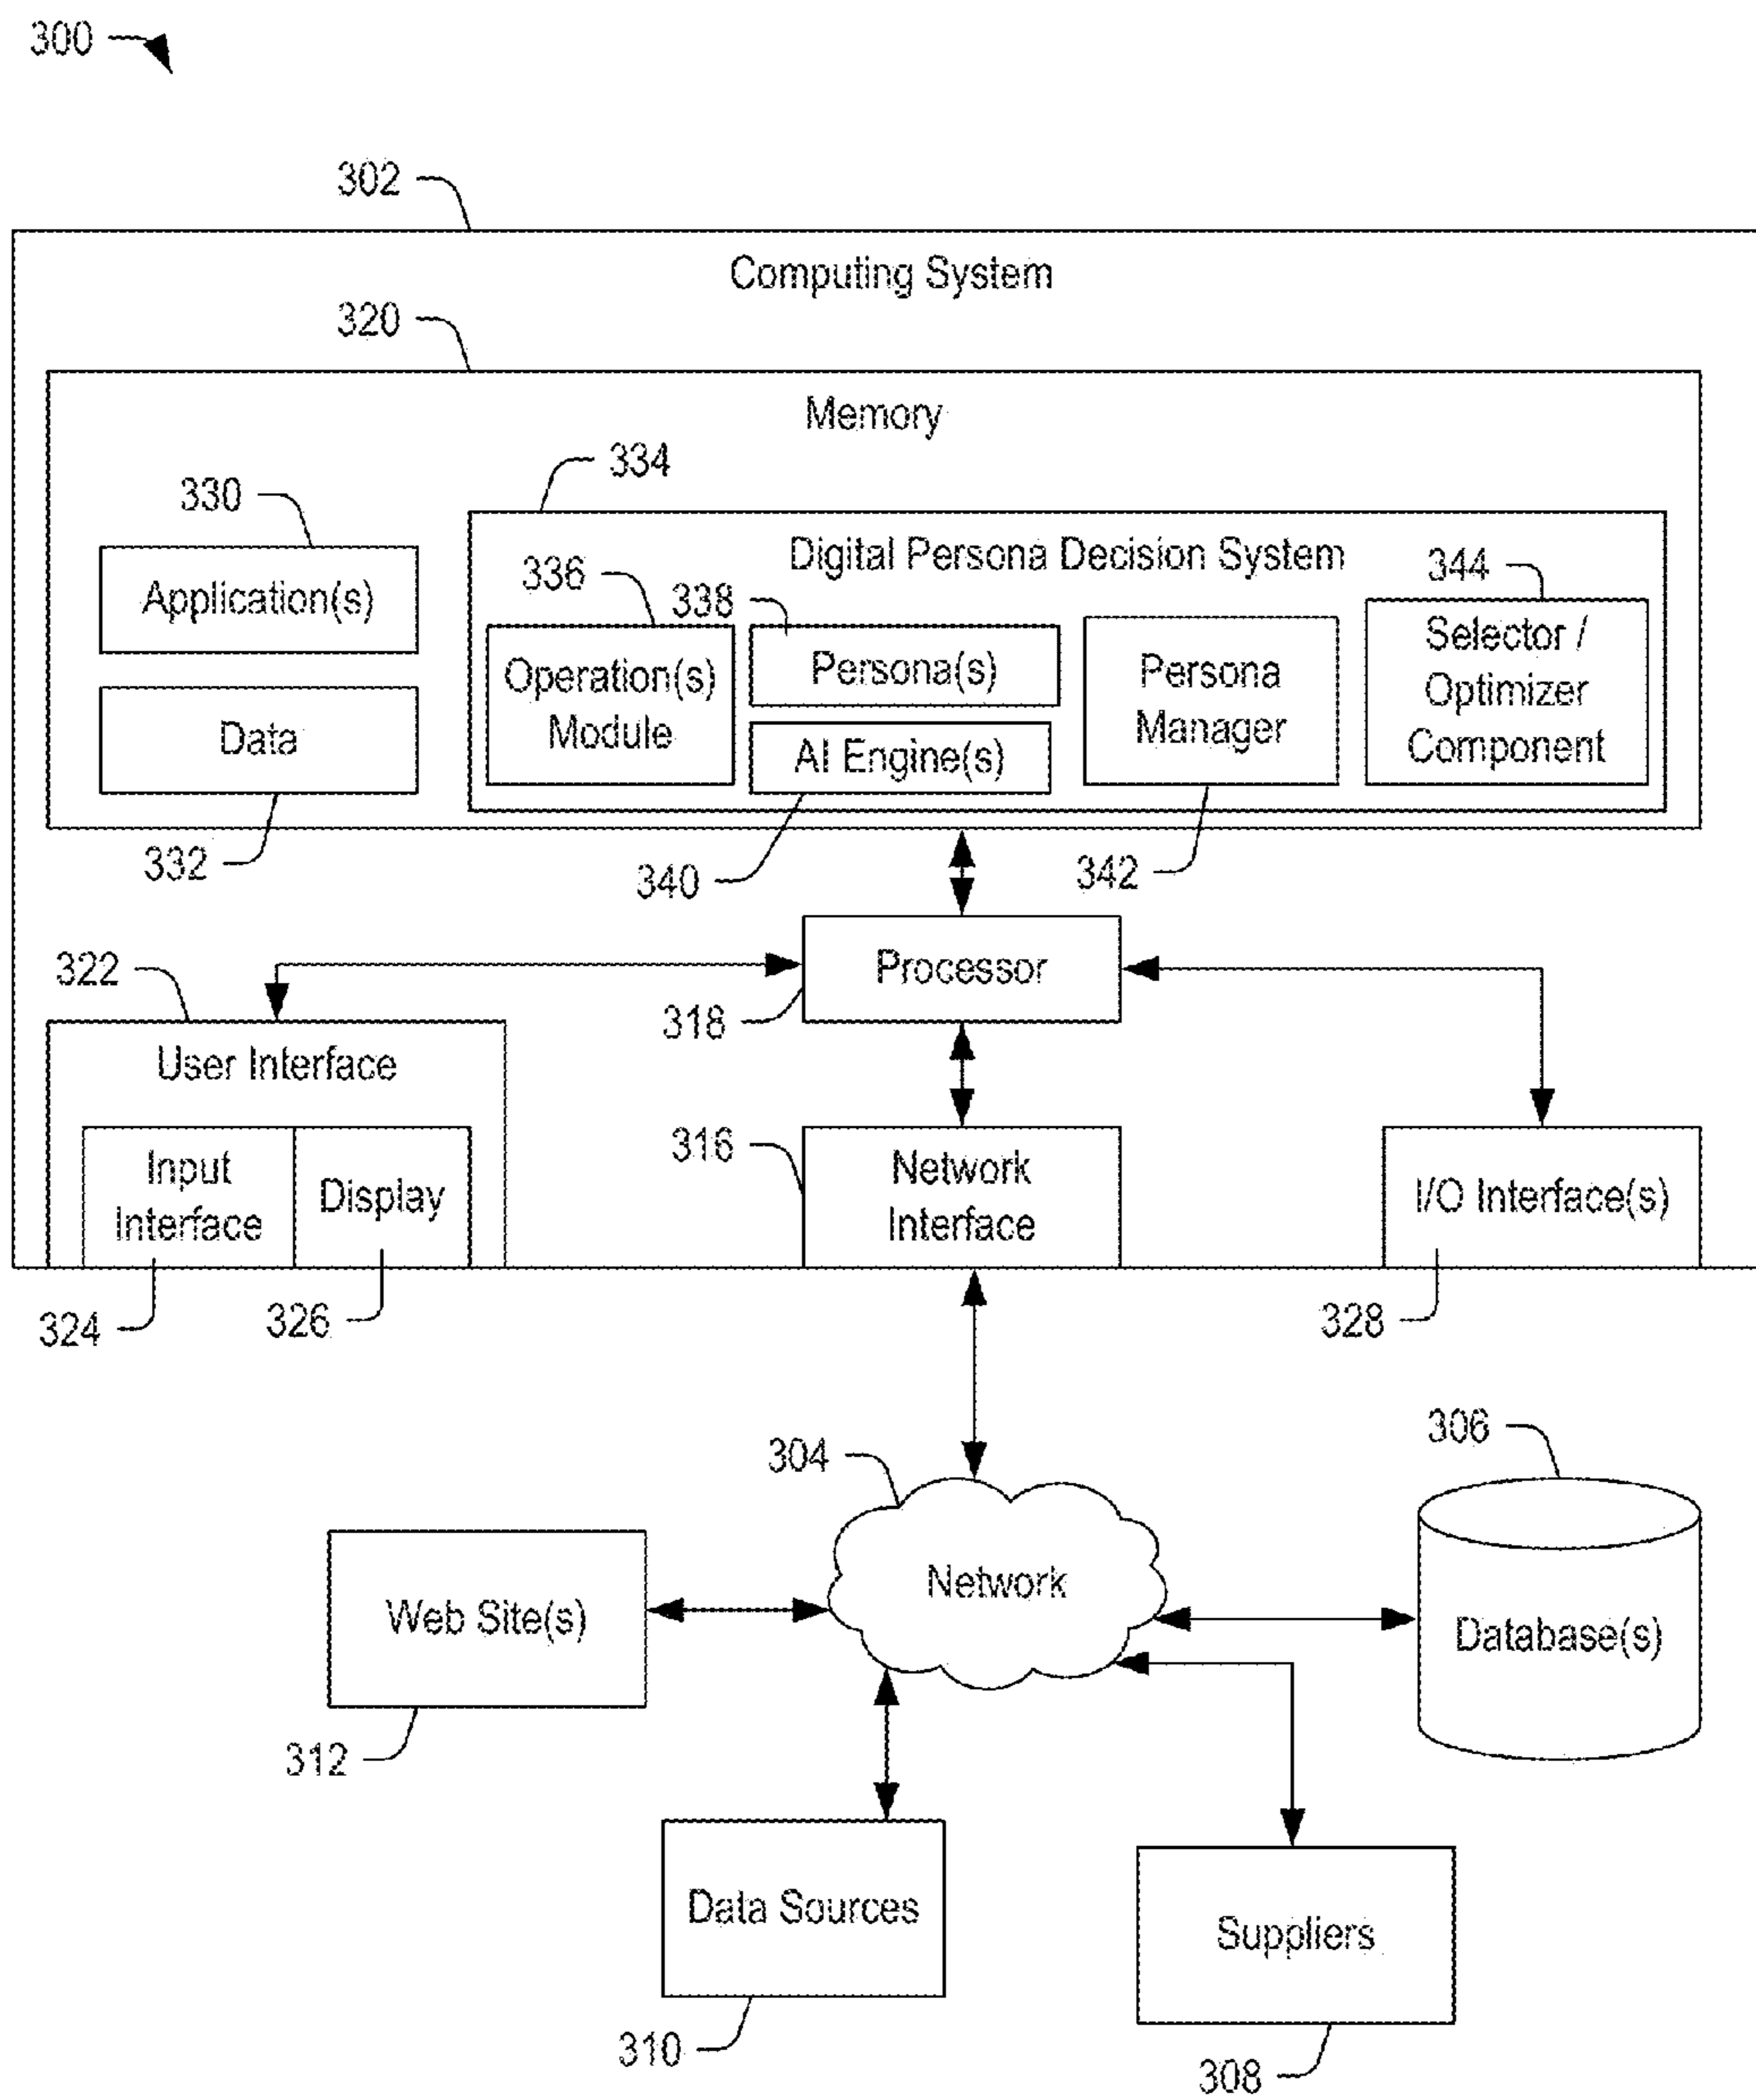 300
302
Computing System
320
Memory
334
330
Digital Persona Decision System
336
338
344
Application(s)
Operation(s)
Module
Persona(s)
Persona
Manager
Selector /
Optimizer
Component
Data
AI Engine(s)
332
340
342
Processor
322
318
User Interface
316
Input
Interface
Display
Network
Interface
I/O Interface(s)
324
326
328
304
306
Network
Web Site(s)
Database(s)
312
Data Sources
Suppliers
310
308